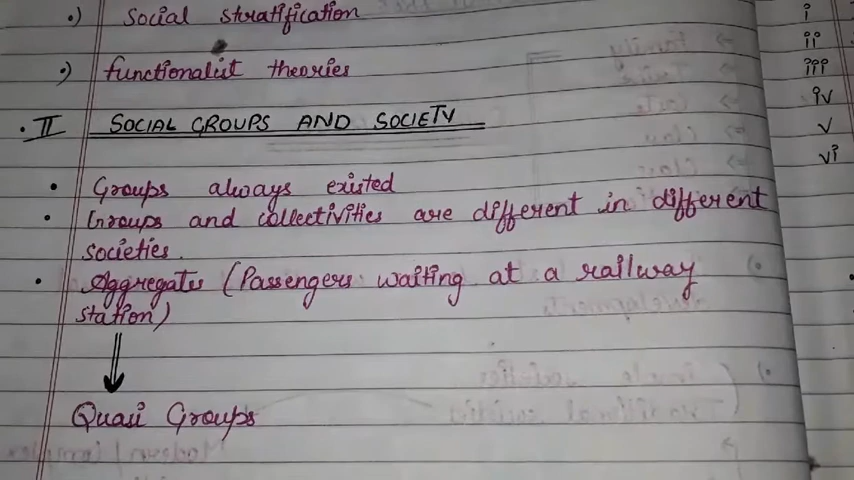 •) Social stratification
•) functionalist theories
• II SOCIAL GROUPS AND SOCIETY
• Groups always existed
• Groups and collectivities are different in different
societies.
• Aggregates (Passengers waiting at a railway
station)
Quasi Groups
i
ii
iii
iv
v
vi